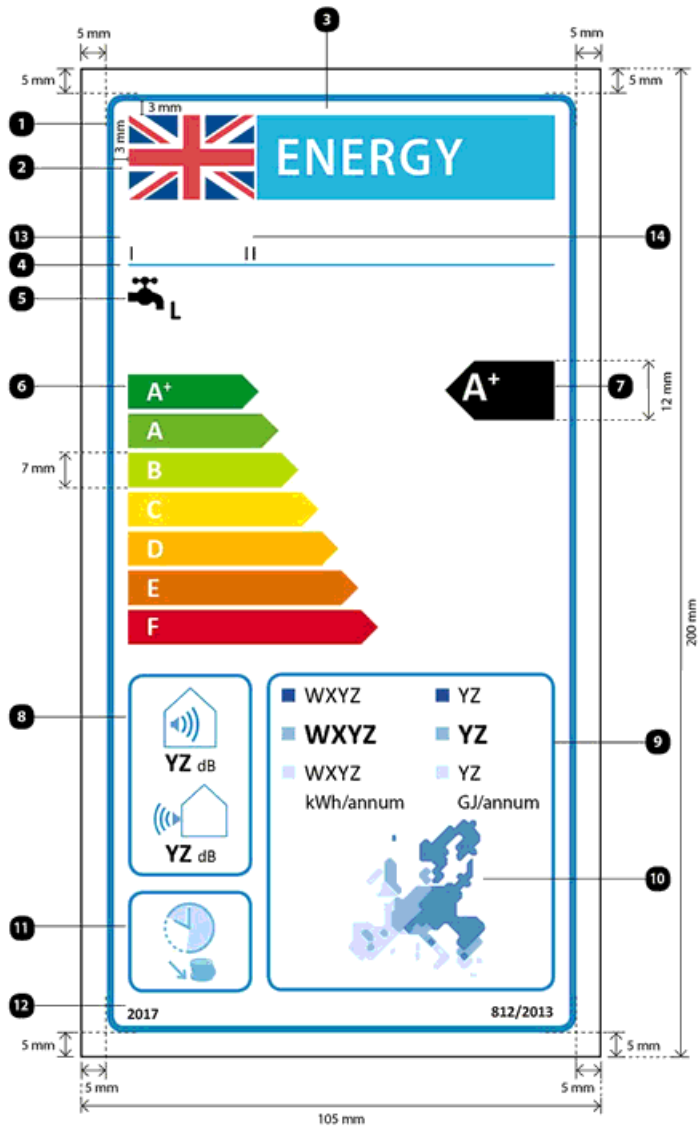 3
5 mm
5 mm
5 mm
5 mm
3 mm
1
3 mm
ENERGY
2
13
14
I
II
4
5
L
6
A+
A+
7
12 mm
A
7 mm
B
C
D
E
F
200 mm
8
WXYZ
YZ
WXYZ
YZ
9
YZ dB
WXYZ
YZ
kWh/annum
GJ/annum
YZ dB
10
11
12
2017
812/2013
5 mm
5 mm
5 mm
5 mm
105 mm